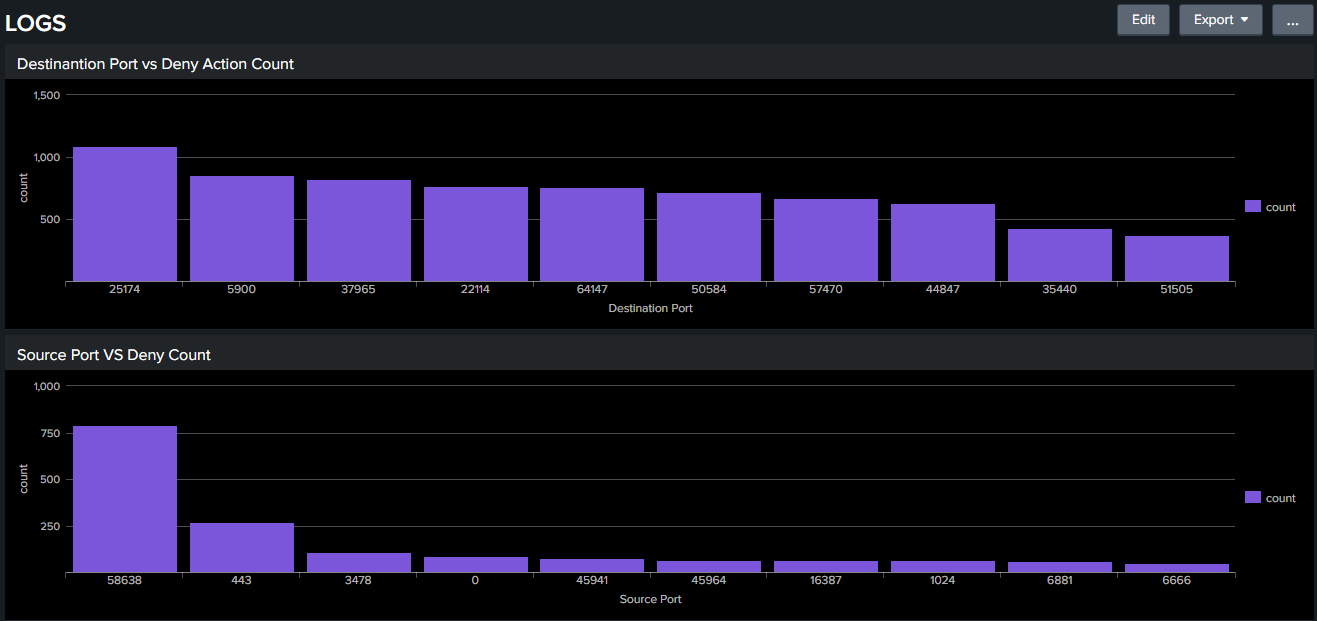 LOGS
Edit
Export
...
Destinantion Port vs Deny Action Count
1,500
1,000
500
count
25174 5900 37965 22114 64147 50584 57470 44847 35440 51505
Destination Port
count
Source Port VS Deny Count
1,000
750
500
250
count
58638 443 3478 0 45941 45964 16387 1024 6881 6666
Source Port
count